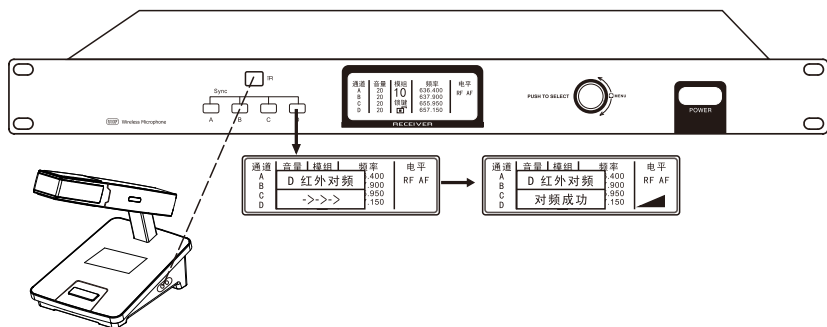 IR
Sync
A B C
Wireless Microphone
通道 音量 模组 频率 电平
A 20 10 636.400 RF AF
B 20 637.900
C 20 锁键 655.950
D 20 657.150
RECEIVER
PUSH TO SELECT
MENU
POWER
通道 音量 模组 频率 电平
A .400 RF AF
B D 红外对频 .900
C .950
D ->->-> .150
通道 音量 模组 频率 电平
A .400 RF AF
B D 红外对频 .900
C .950
D 对频成功 .150